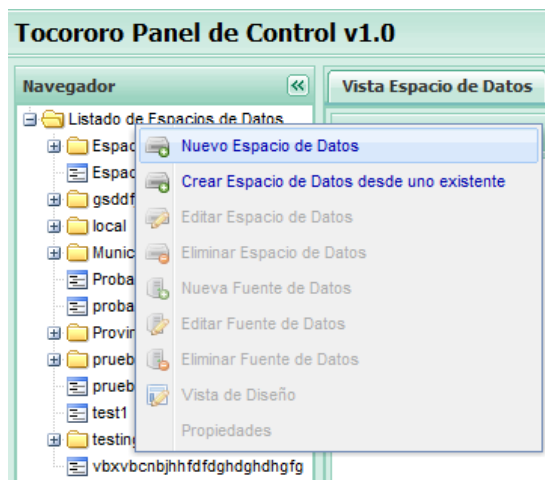 Tocororo Panel de Control v1.0
Navegador
Vista Espacio de Datos
Listado de Espacios de Datos
Espac
Espac
gsddf
local
Munic
Proba
proba
Provin
prueb
prueb
test1
testing
vbxvbcnbjhhfdfdghdghdhgfg
Nuevo Espacio de Datos
Crear Espacio de Datos desde uno existente
Editar Espacio de Datos
Eliminar Espacio de Datos
Nueva Fuente de Datos
Editar Fuente de Datos
Eliminar Fuente de Datos
Vista de Diseño
Propiedades